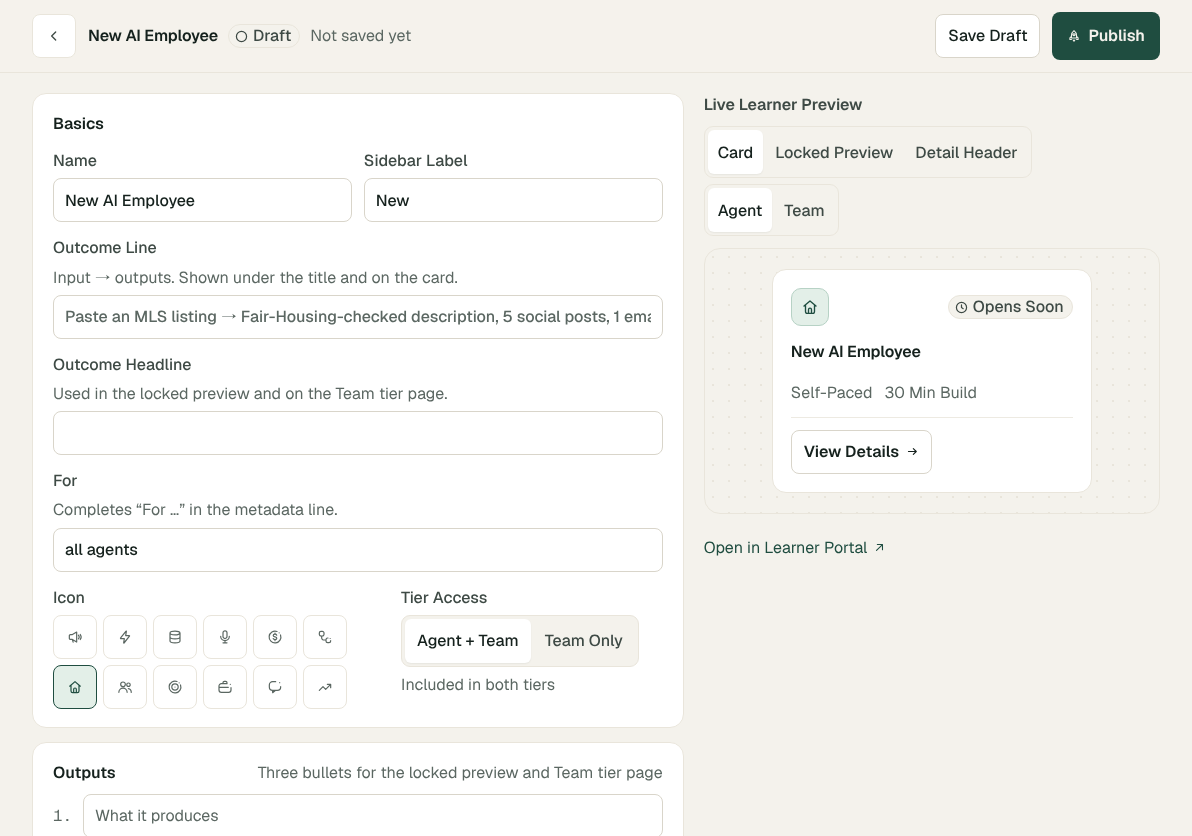 New AI Employee
Draft
Not saved yet
Save Draft
Publish
Basics
Name
Sidebar Label
New AI Employee
New
Outcome Line
Input → outputs. Shown under the title and on the card.
Paste an MLS listing → Fair-Housing-checked description, 5 social posts, 1 ema
Outcome Headline
Used in the locked preview and on the Team tier page.
For
Completes “For …” in the metadata line.
all agents
Icon
Tier Access
Agent + Team
Team Only
Included in both tiers
Outputs
Three bullets for the locked preview and Team tier page
1.
What it produces
Live Learner Preview
Card
Locked Preview
Detail Header
Agent
Team
Opens Soon
New AI Employee
Self-Paced 30 Min Build
View Details →
Open in Learner Portal ↗